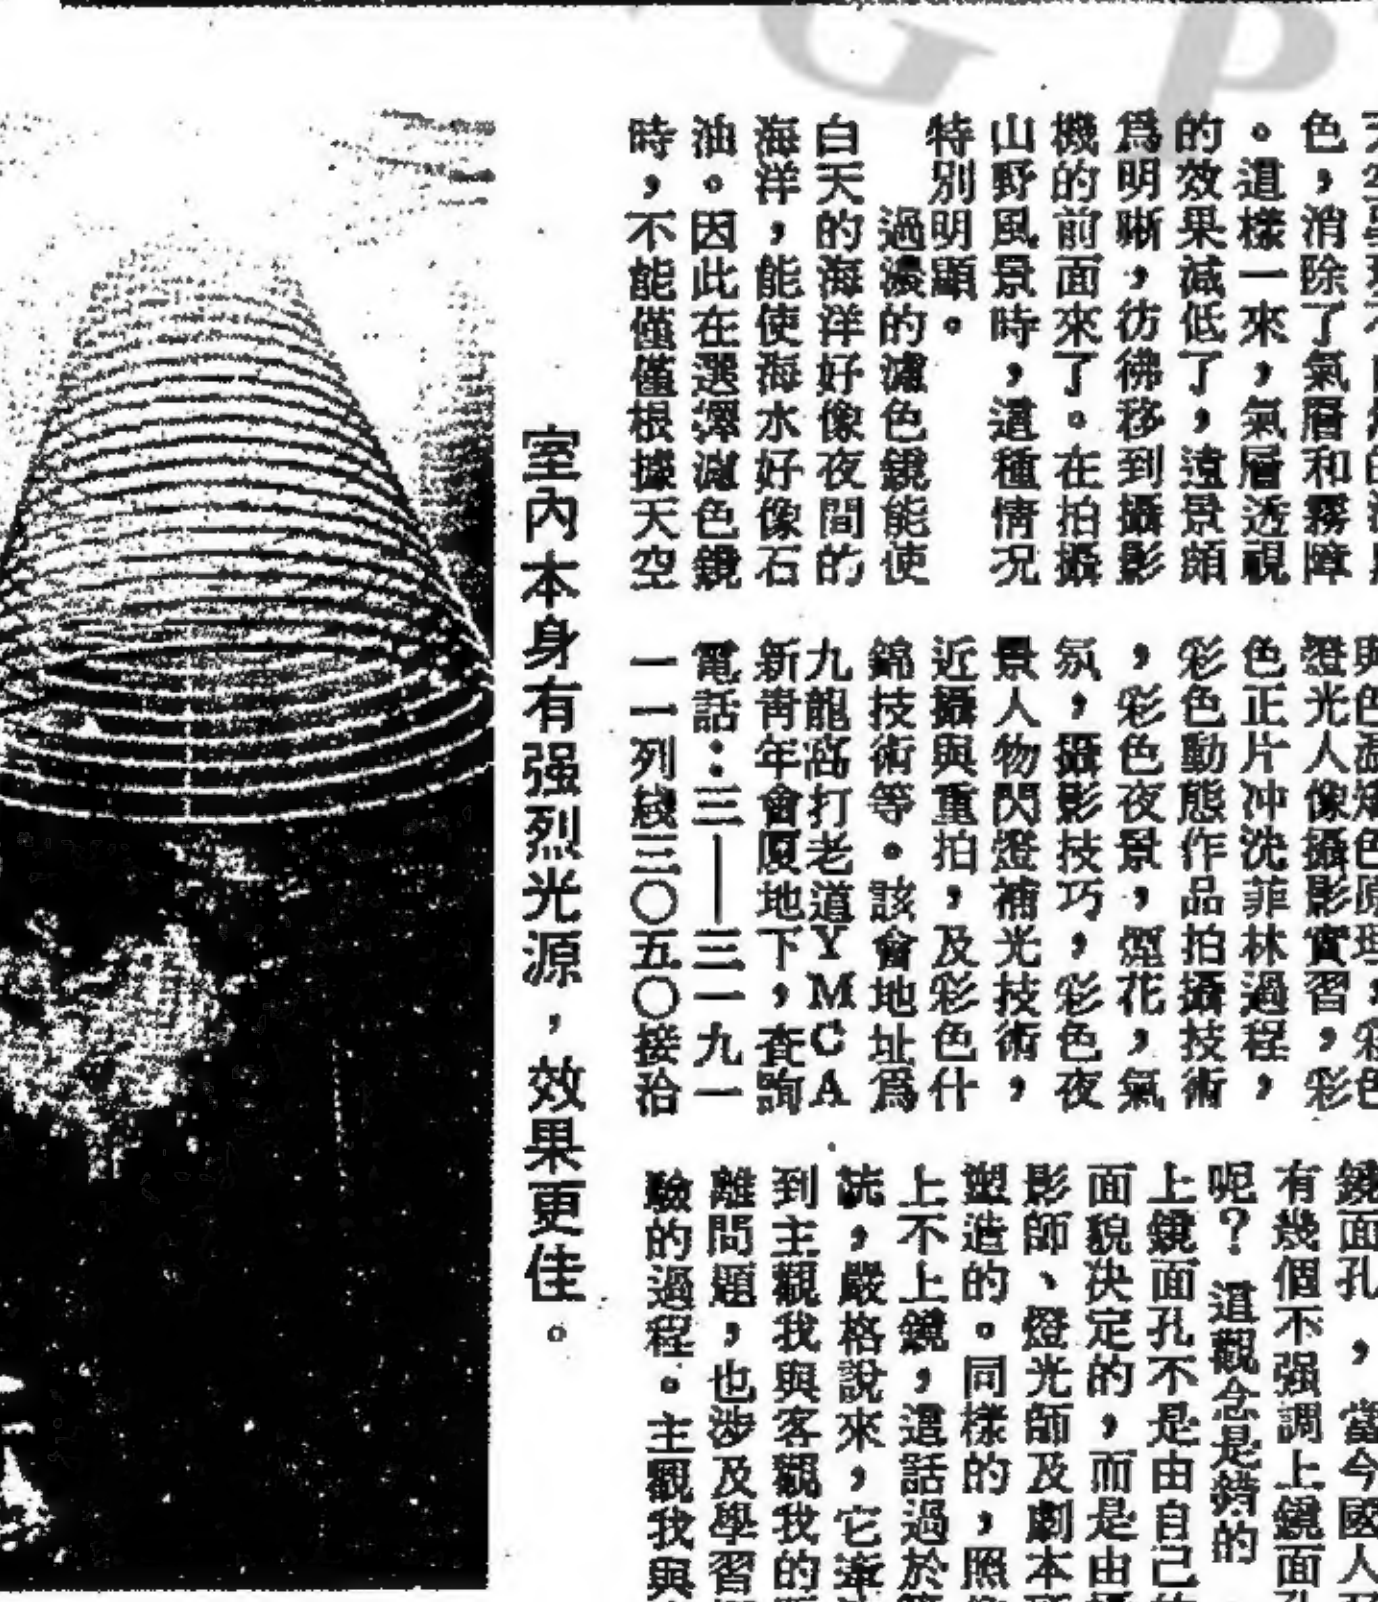 色，消除了氣層和霧障
。這樣一來，氣層透視
的效果減低了，遠景頗
爲明晰，彷彿移到攝影
機的前面來了。在拍攝
山野風景時，這種情况
特別明顯。
過濃的濾色鏡能使
白天的海洋好像夜間的
海洋，能使海水好像石
油。因此在選擇濾色鏡
時，不能僅僅根據天空
燈光人像攝影實習，彩
色正片冲洗菲林過程，
彩色動態作品拍攝技術
，彩色夜景，煙花，氣
氛，攝影技巧，彩色夜
景人物閃燈補光技術，
近攝與重拍，及彩色什
錦技術等。該會地址爲
九龍窩打老道YMCA
新青年會厦地下，查詢
電話：三—三一九一
一一列綫三〇五〇接洽
鏡面孔，當今國人
有幾個不强調上鏡面
呢？這觀念是錯的
上鏡面孔不是由自己
面貌決定的，而是由
影師、燈光師及劇本
塑造的。同樣的，照
上不上鏡，這話過於
統，嚴格說來，它牽
到主觀我與客觀我的
離問題，也涉及學習
驗的過程。主觀我與
室內本身有强烈光源，效果更佳。
G P